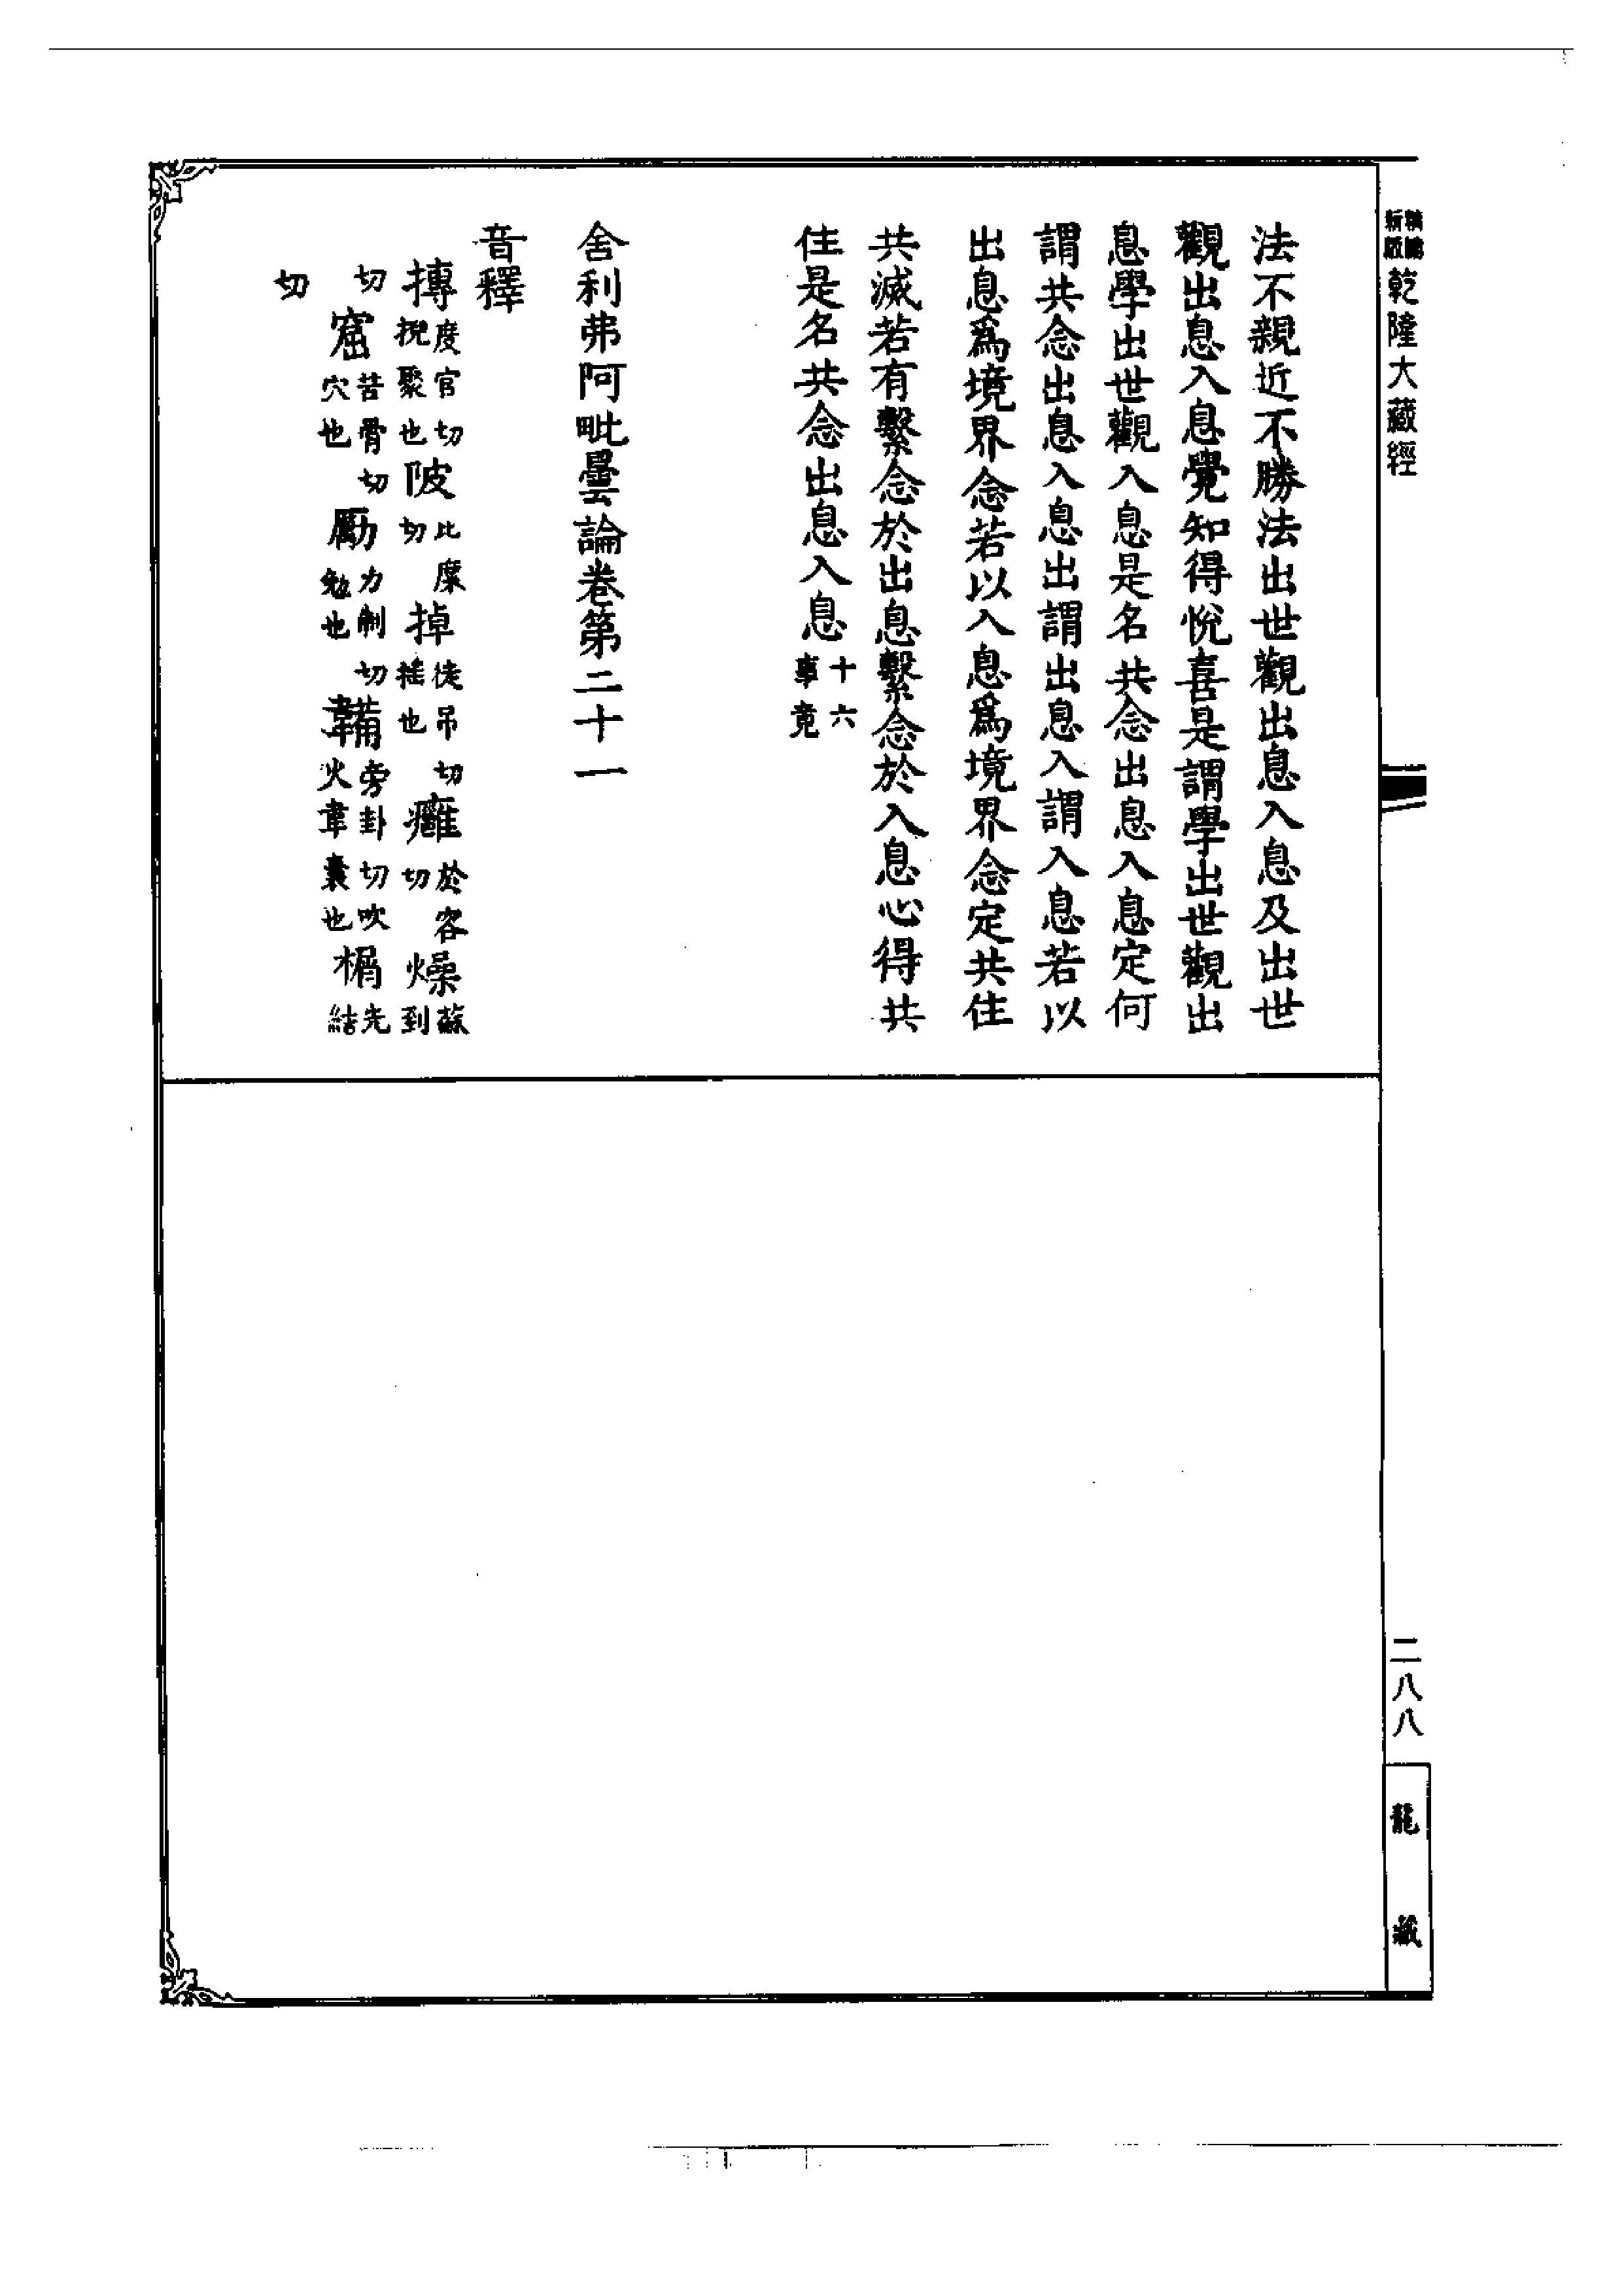 新編
縮版
乾隆大藏經
法不親近不勝法出世觀出息入息及出世
觀出息入息覺知得悅喜是謂學出世觀出
息學出世觀入息是名共念出息入息定何
謂共念出息入息出謂出息入謂入息若以
出息爲境界念若以入息爲境界念定共住
共滅若有繫念於出息繫念於入息心得共
住是名共念出息入息十六事竟
舍利弗阿毗曇論卷第二十一
音釋
摶度官切捝聚也陂比糜切掉徒吊切搖也癰於容切燥蘇到
切窟苦骨切穴也勵力制切勉也韛旁卦切吹火韋囊也榍先結
切
二八八
龍藏